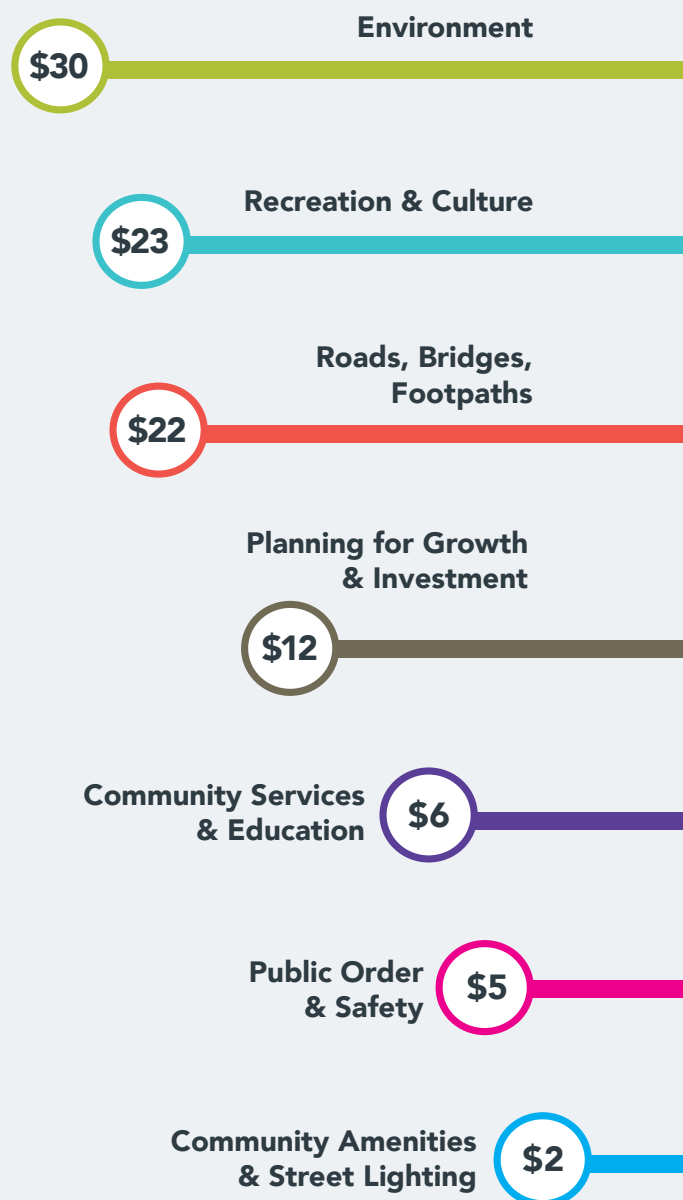 Environment
$30
Recreation & Culture
$23
Roads, Bridges,
Footpaths
$22
Planning for Growth
& Investment
$12
Community Services
& Education
$6
Public Order
& Safety
$5
Community Amenities
& Street Lighting
$2